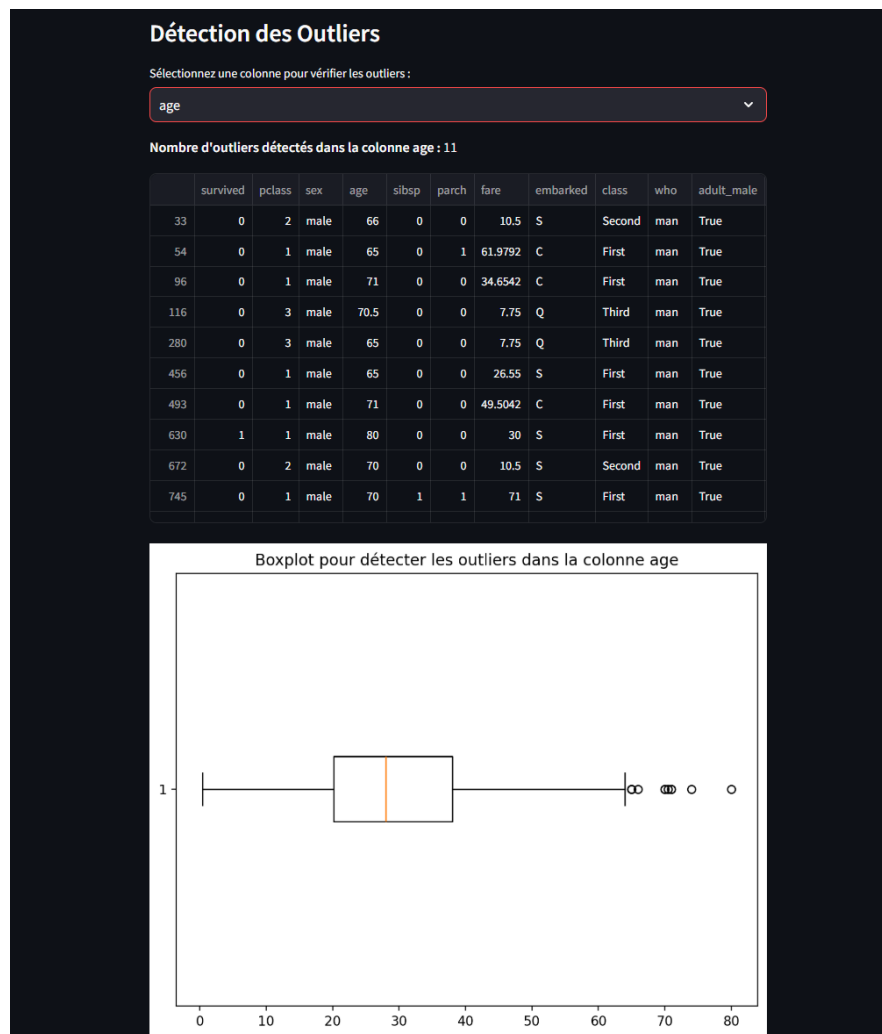 Détection des Outliers
Sélectionnez une colonne pour vérifier les outliers :
age
Nombre d'outliers détectés dans la colonne age : 11
survived pclass sex age sibsp parch fare embarked class who adult_male
33 0 2 male 66 0 0 10.5 S Second man True
54 0 1 male 65 0 1 61.9792 C First man True
96 0 1 male 71 0 0 34.6542 C First man True
116 0 3 male 70.5 0 0 7.75 Q Third man True
280 0 3 male 65 0 0 7.75 Q Third man True
456 0 1 male 65 0 0 26.55 S First man True
493 0 1 male 71 0 0 49.5042 C First man True
630 1 1 male 80 0 0 30 S First man True
672 0 2 male 70 0 0 10.5 S Second man True
745 0 1 male 70 1 1 71 S First man True
Boxplot pour détecter les outliers dans la colonne age
1
0 10 20 30 40 50 60 70 80